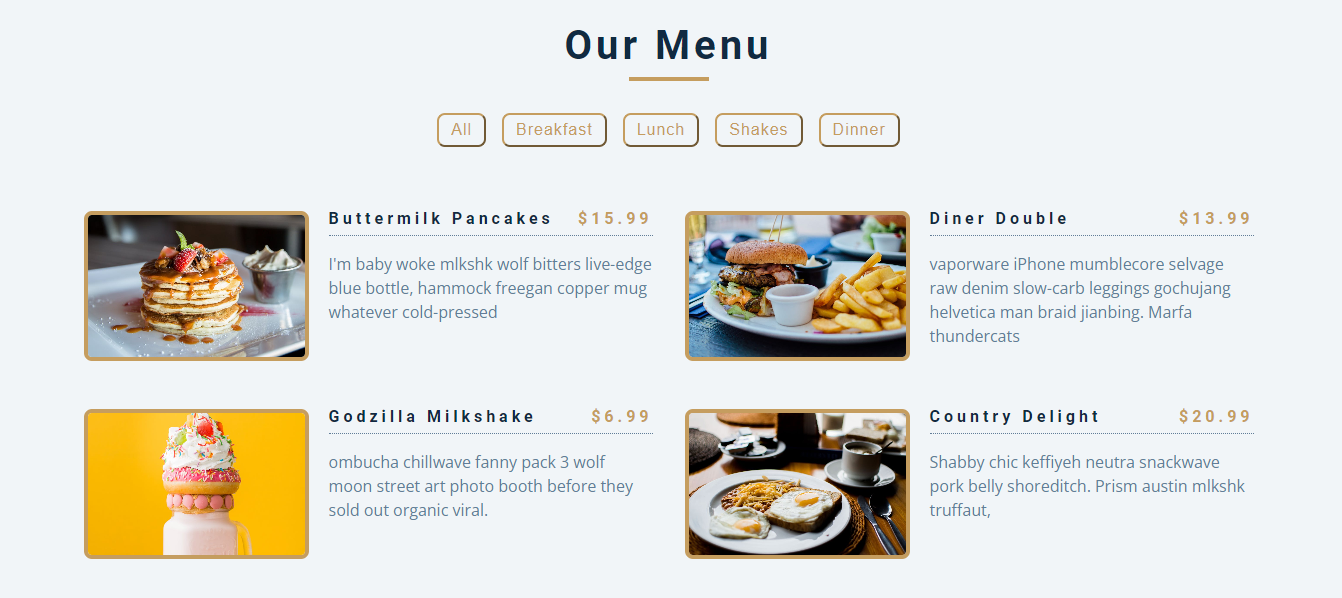 Our Menu
All Breakfast Lunch Shakes Dinner
Buttermilk Pancakes $15.99
I'm baby woke mlkshk wolf bitters live-edge
blue bottle, hammock freegan copper mug
whatever cold-pressed
Diner Double $13.99
vaporware iPhone mumblecore selvage
raw denim slow-carb leggings gochujang
helvetica man braid jianbing. Marfa
thundercats
Godzilla Milkshake $6.99
ombucha chillwave fanny pack 3 wolf
moon street art photo booth before they
sold out organic viral.
Country Delight $20.99
Shabby chic keffiyeh neutra snackwave
pork belly shoreditch. Prism austin mlkshk
truffaut,